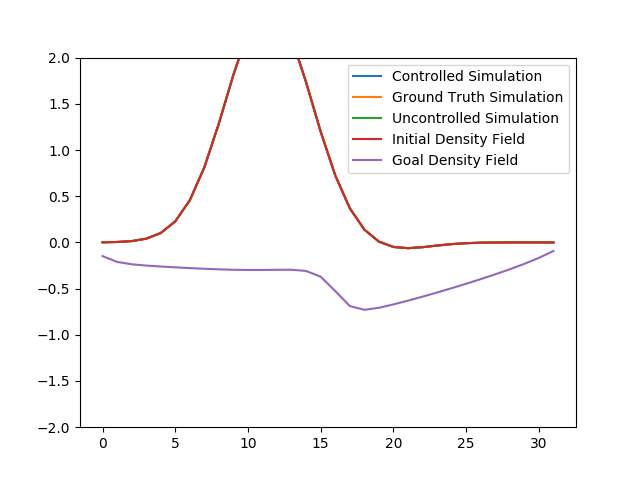 2.0
1.5
1.0
0.5
0.0
−0.5
−1.0
−1.5
−2.0
0 5 10 15 20 25 30
Controlled Simulation
Ground Truth Simulation
Uncontrolled Simulation
Initial Density Field
Goal Density Field